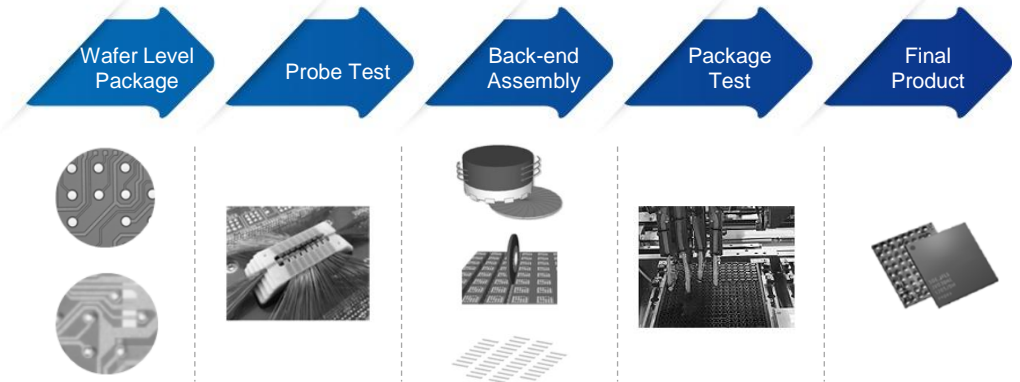 Wafer Level
Package
Probe Test
Back-end
Assembly
Package
Test
Final
Product